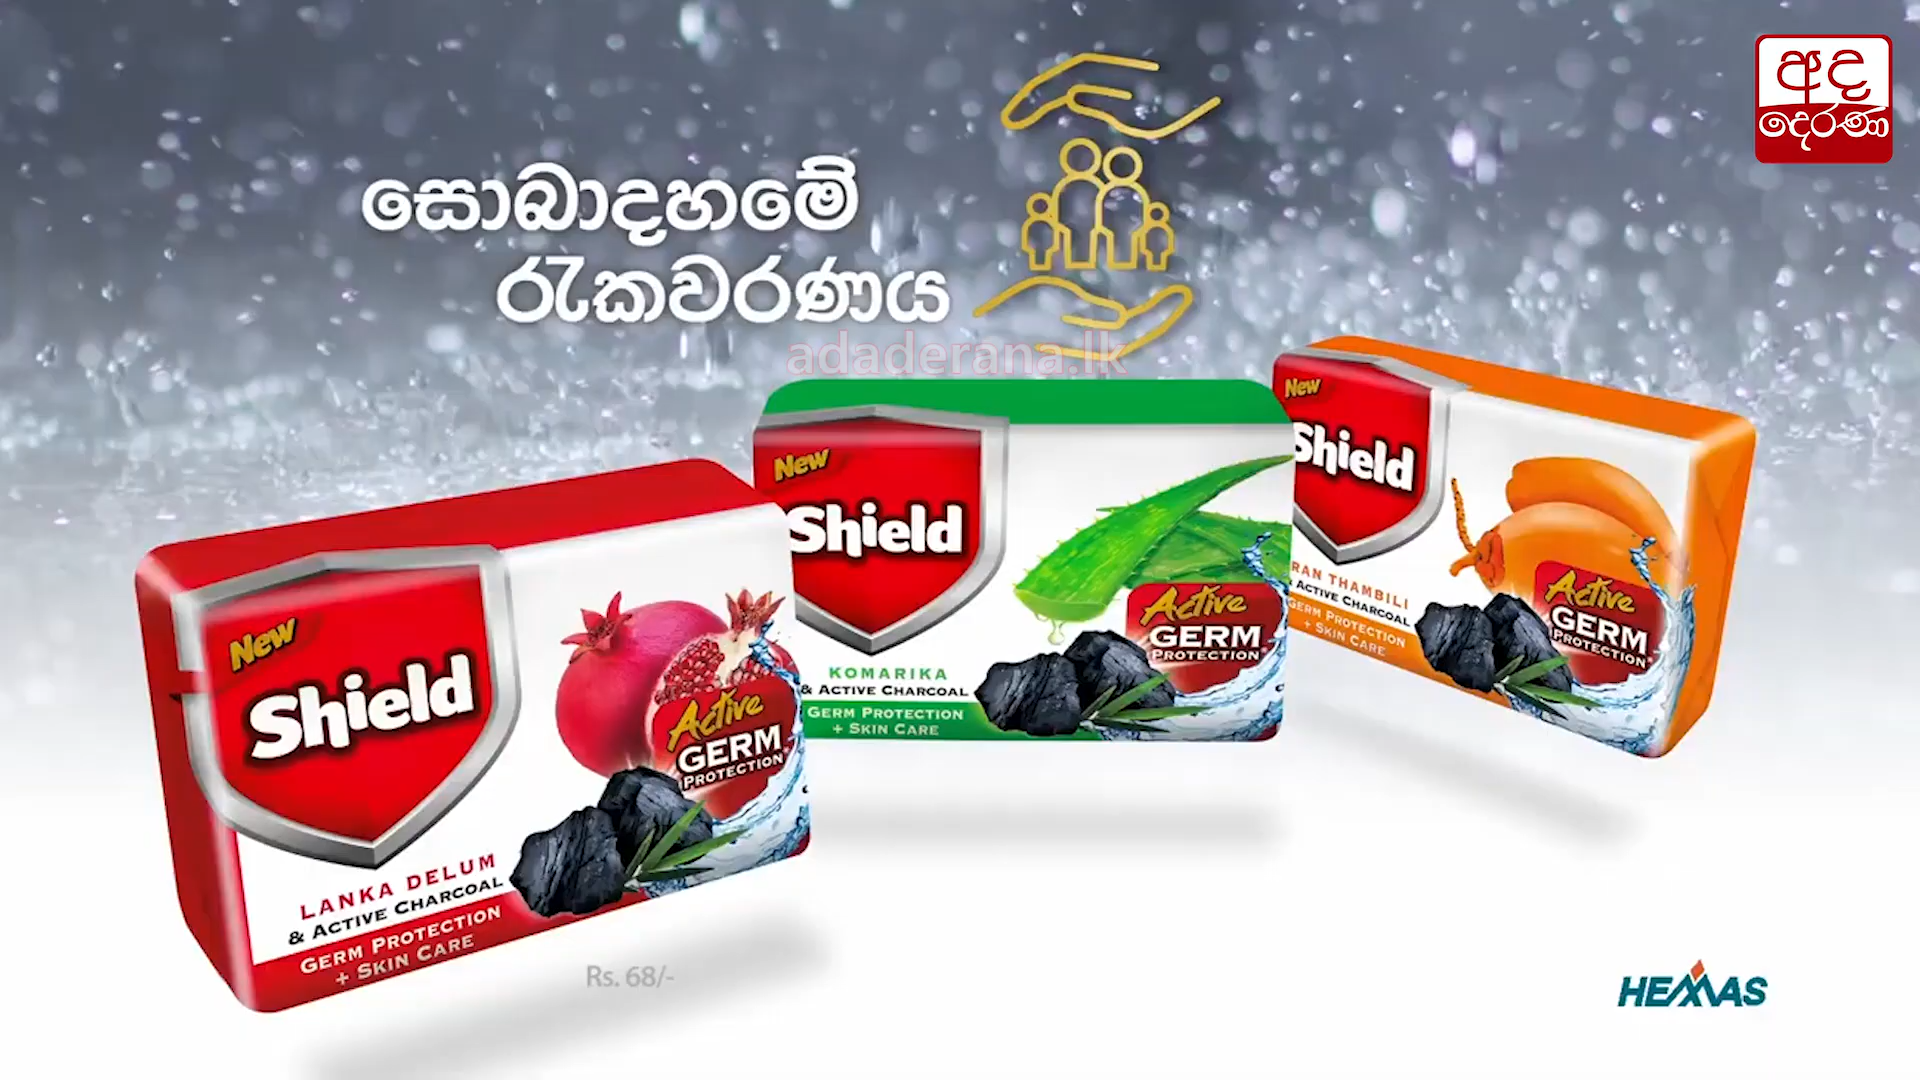 අද
දෙරණ
සොබාදහමේ
රැකවරණය
adaderana.lk
New
Shield
LANKA DELUM
& ACTIVE CHARCOAL
GERM PROTECTION
+ SKIN CARE
Active
GERM
PROTECTION
New
Shield
KOMARIKA
& ACTIVE CHARCOAL
GERM PROTECTION
+ SKIN CARE
Active
GERM
PROTECTION
New
Shield
RAN THAMBILI
& ACTIVE CHARCOAL
GERM PROTECTION
+ SKIN CARE
Active
GERM
PROTECTION
Rs. 68/-
HEMAS